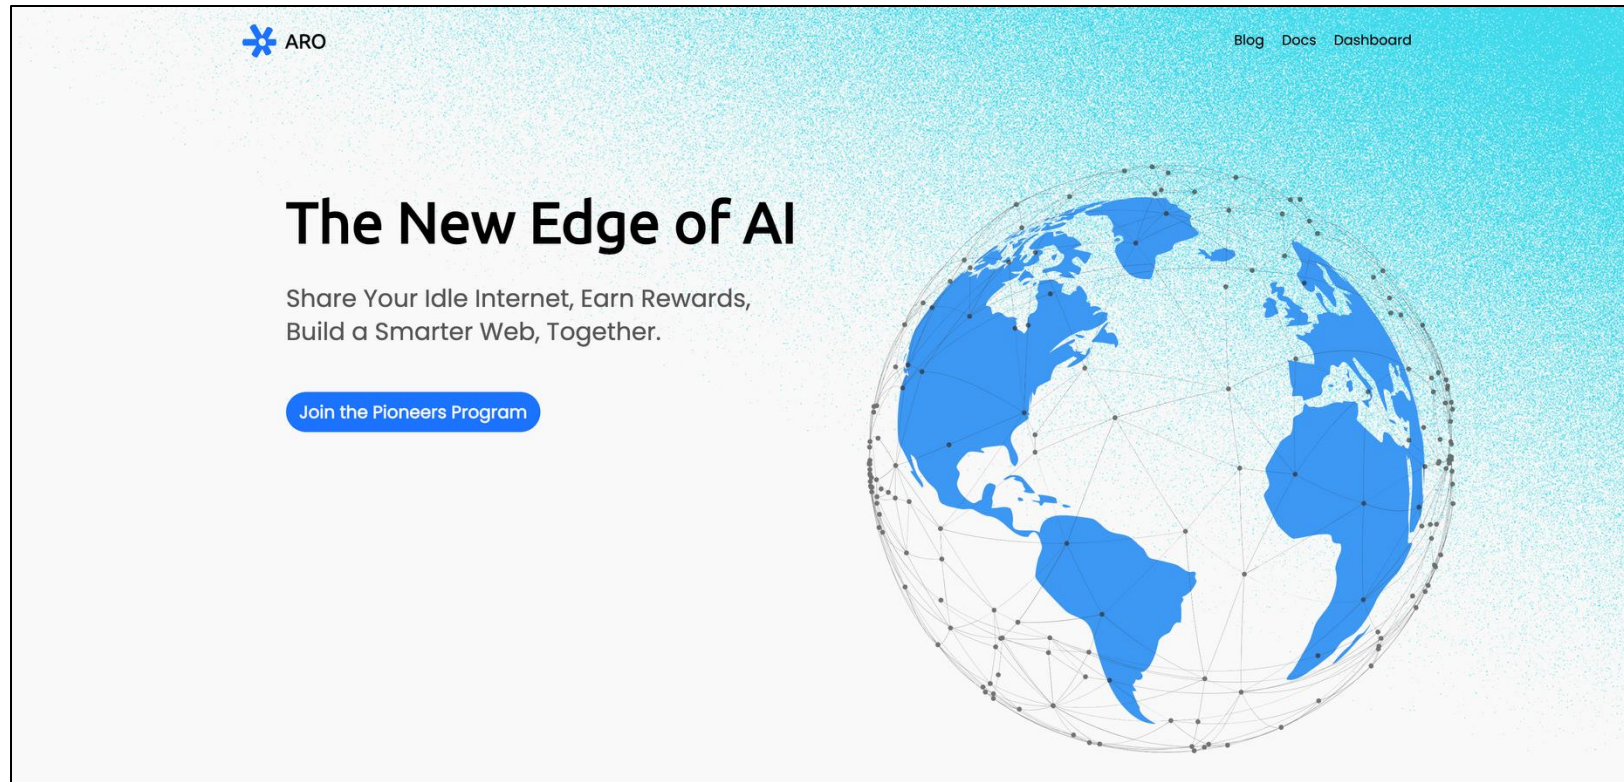 ARO
Blog Docs Dashboard
The New Edge of AI
Share Your Idle Internet, Earn Rewards,
Build a Smarter Web, Together.
Join the Pioneers Program